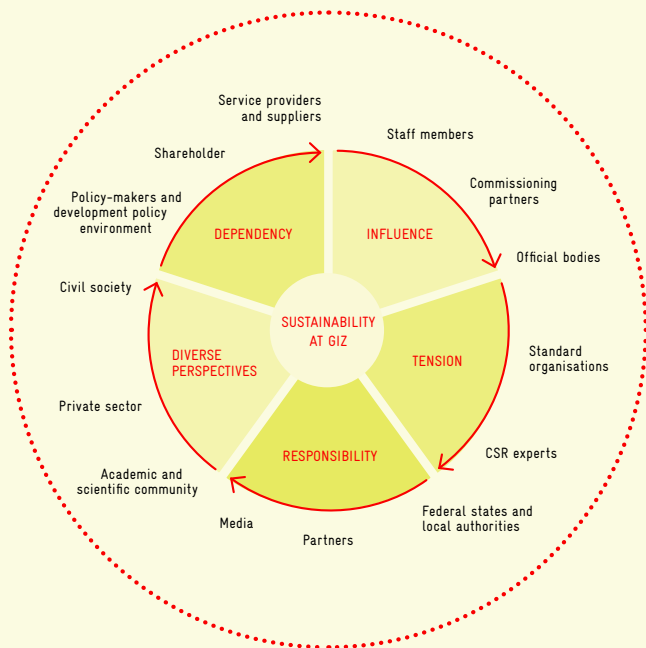 Service providers
and suppliers
Staff members
Shareholder
Commissioning
partners
Policy-makers and
development policy
environment
DEPENDENCY
INFLUENCE
Official bodies
Civil society
SUSTAINABILITY
AT GIZ
DIVERSE
PERSPECTIVES
TENSION
Standard
organisations
Private sector
RESPONSIBILITY
CSR experts
Academic and
scientific community
Federal states and
local authorities
Media
Partners